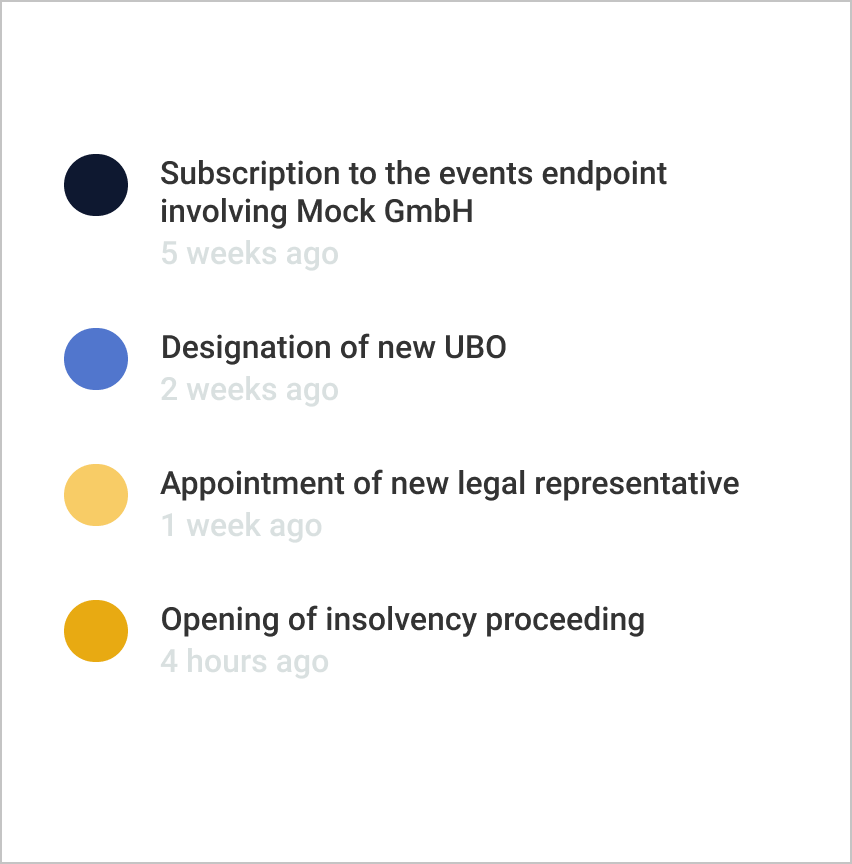 Subscription to the events endpoint
involving Mock GmbH
5 weeks ago
Designation of new UBO
2 weeks ago
Appointment of new legal representative
1 week ago
Opening of insolvency proceeding
4 hours ago